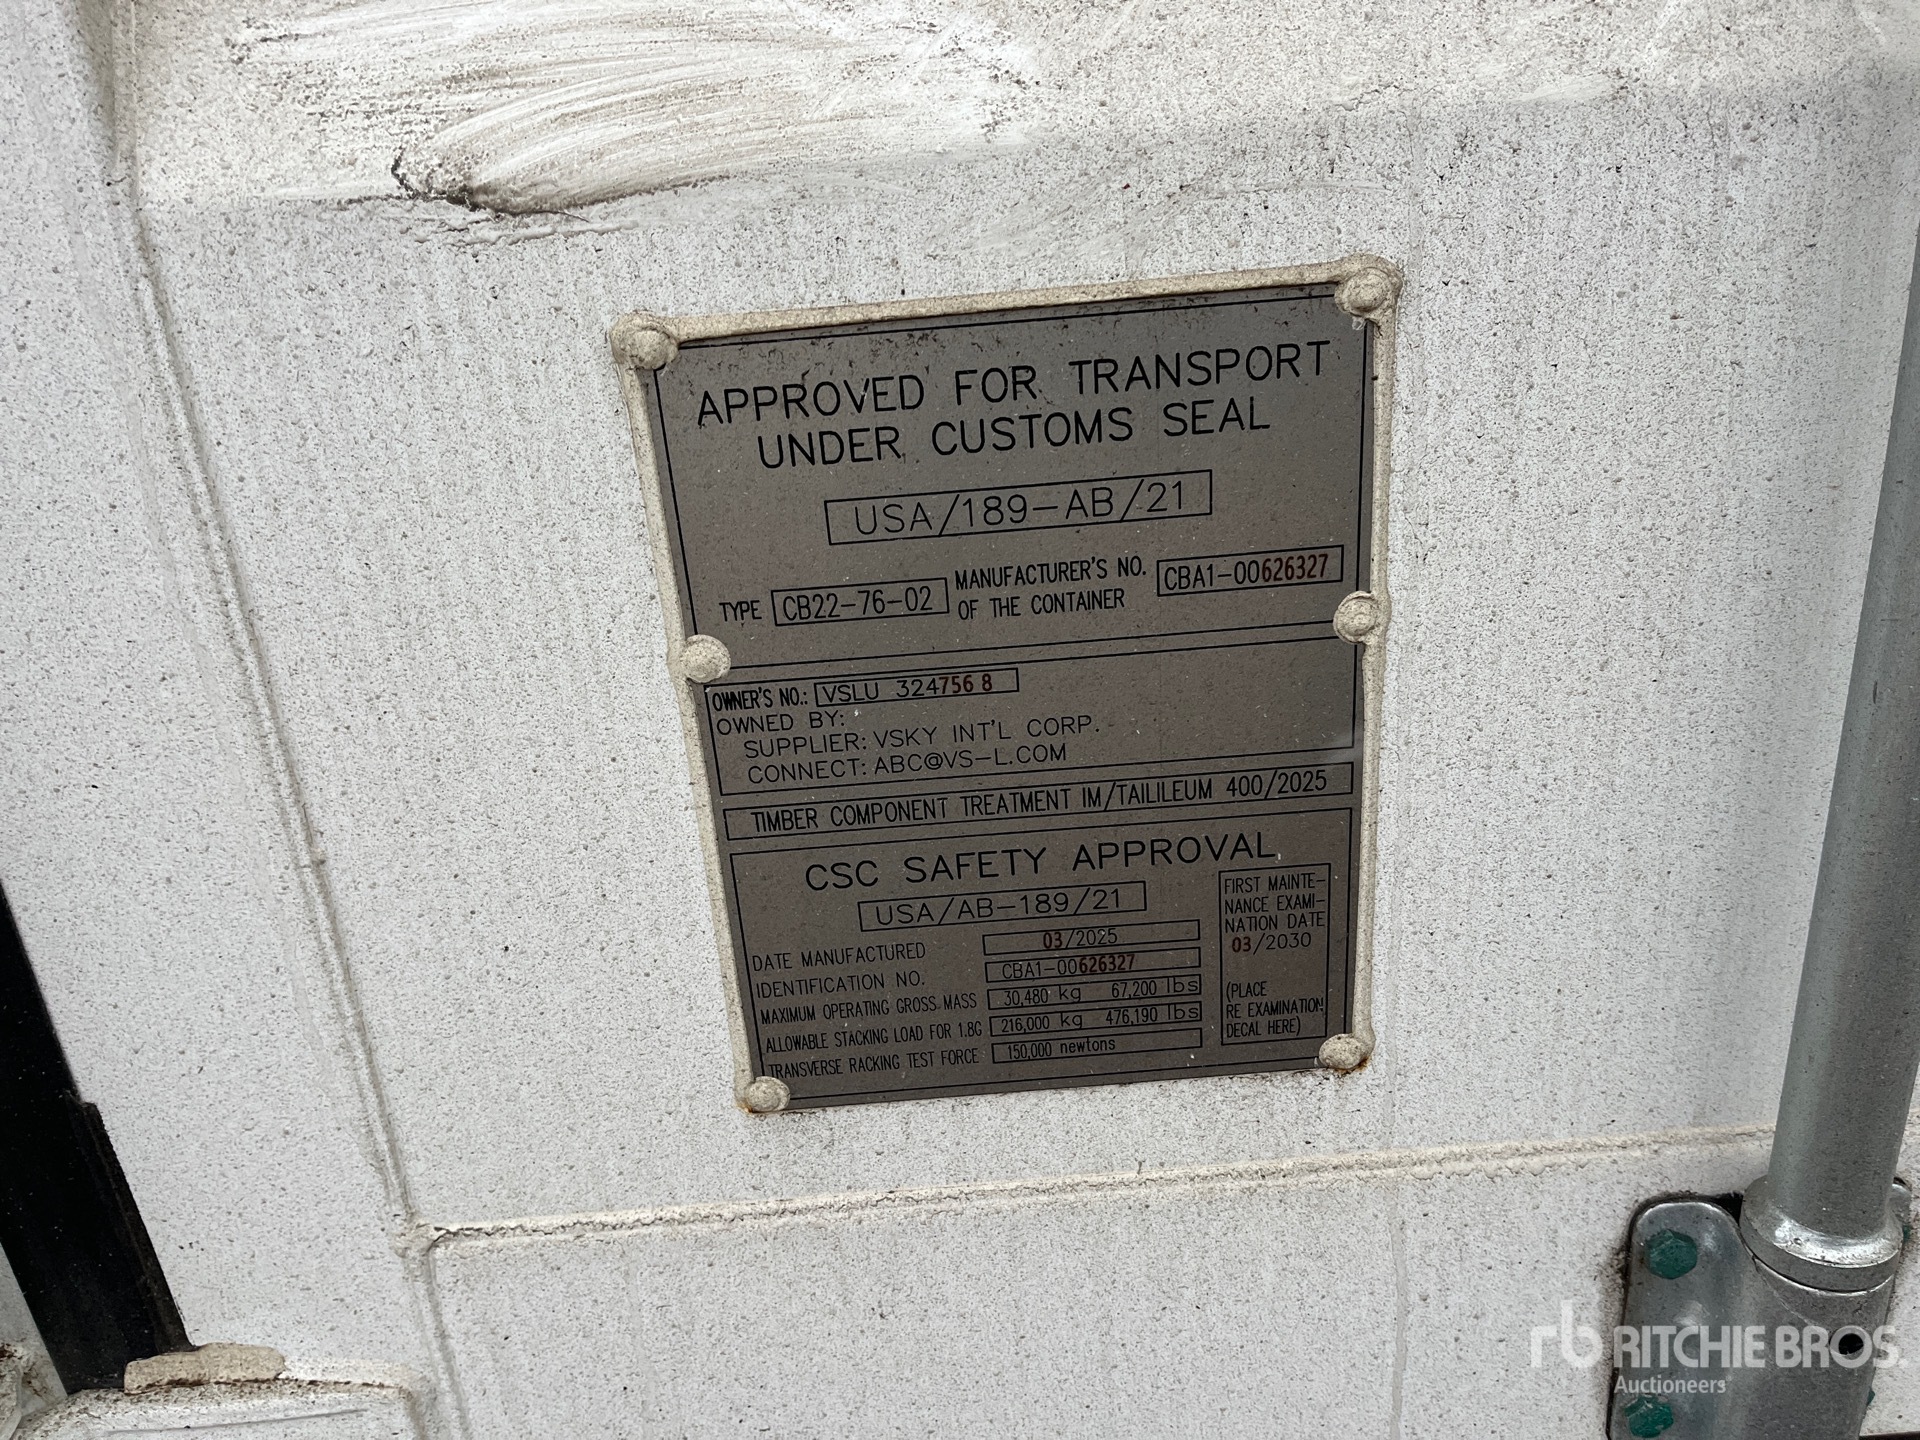 APPROVED FOR TRANSPORT
UNDER CUSTOMS SEAL
USA/189-AB/21
TYPE CB22-76-02 MANUFACTURER'S NO. OF THE CONTAINER CBA1-00626327
OWNER'S NO.: VSLU 324756 8
OWNED BY:
SUPPLIER: VSKY INT'L CORP.
CONNECT: ABC@VS-L.COM
TIMBER COMPONENT TREATMENT IM/TAILILEUM 400/2025
CSC SAFETY APPROVAL
USA/AB-189/21
DATE MANUFACTURED 03/2025
IDENTIFICATION NO. CBA1-00626327
MAXIMUM OPERATING GROSS MASS 30,480 kg 67,200 lbs
ALLOWABLE STACKING LOAD FOR 1.8G 216,000 kg 476,190 lbs
TRANSVERSE RACKING TEST FORCE 150,000 newtons
FIRST MAINTE-
NANCE EXAMI-
NATION DATE
03/2030
(PLACE
RE EXAMINATION
DECAL HERE)
rb RITCHIE BROS.
Auctioneers